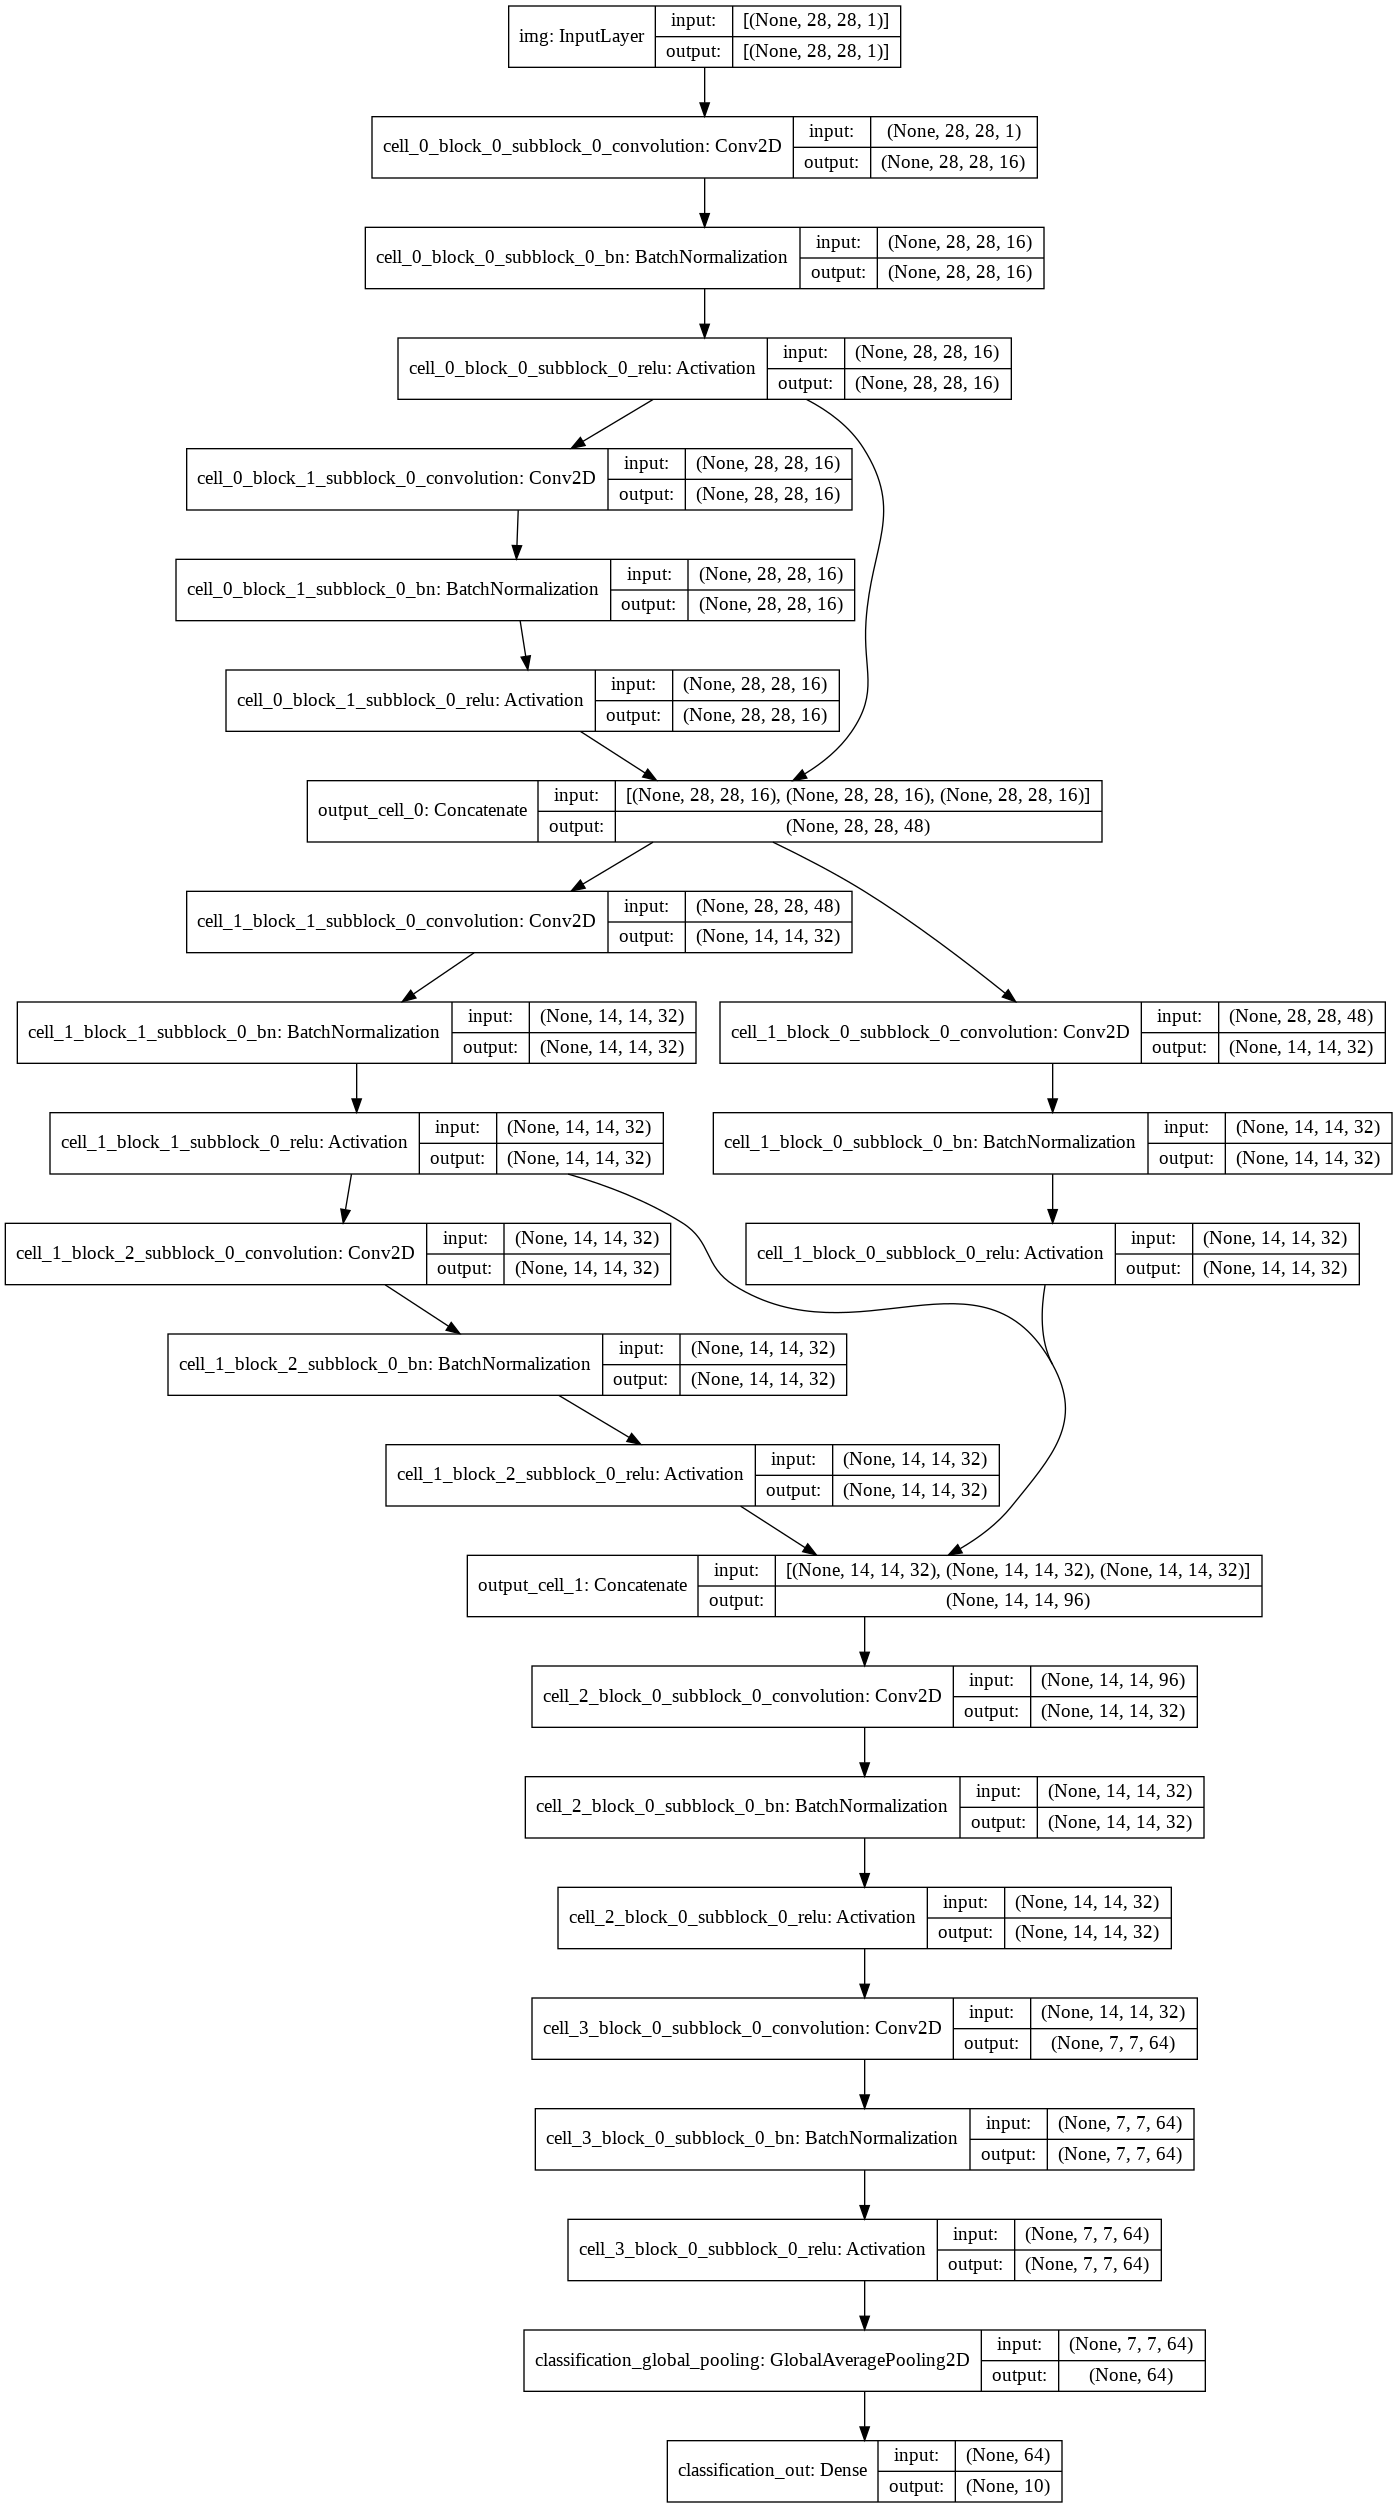 img: InputLayer input: [(None, 28, 28, 1)]
output: [(None, 28, 28, 1)]
cell_0_block_0_subblock_0_convolution: Conv2D input: (None, 28, 28, 1)
output: (None, 28, 28, 16)
cell_0_block_0_subblock_0_bn: BatchNormalization input: (None, 28, 28, 16)
output: (None, 28, 28, 16)
cell_0_block_0_subblock_0_relu: Activation input: (None, 28, 28, 16)
output: (None, 28, 28, 16)
cell_0_block_1_subblock_0_convolution: Conv2D input: (None, 28, 28, 16)
output: (None, 28, 28, 16)
cell_0_block_1_subblock_0_bn: BatchNormalization input: (None, 28, 28, 16)
output: (None, 28, 28, 16)
cell_0_block_1_subblock_0_relu: Activation input: (None, 28, 28, 16)
output: (None, 28, 28, 16)
output_cell_0: Concatenate input: [(None, 28, 28, 16), (None, 28, 28, 16), (None, 28, 28, 16)]
output: (None, 28, 28, 48)
cell_1_block_1_subblock_0_convolution: Conv2D input: (None, 28, 28, 48)
output: (None, 14, 14, 32)
cell_1_block_1_subblock_0_bn: BatchNormalization input: (None, 14, 14, 32)
output: (None, 14, 14, 32)
cell_1_block_0_subblock_0_convolution: Conv2D input: (None, 28, 28, 48)
output: (None, 14, 14, 32)
cell_1_block_1_subblock_0_relu: Activation input: (None, 14, 14, 32)
output: (None, 14, 14, 32)
cell_1_block_0_subblock_0_bn: BatchNormalization input: (None, 14, 14, 32)
output: (None, 14, 14, 32)
cell_1_block_2_subblock_0_convolution: Conv2D input: (None, 14, 14, 32)
output: (None, 14, 14, 32)
cell_1_block_0_subblock_0_relu: Activation input: (None, 14, 14, 32)
output: (None, 14, 14, 32)
cell_1_block_2_subblock_0_bn: BatchNormalization input: (None, 14, 14, 32)
output: (None, 14, 14, 32)
cell_1_block_2_subblock_0_relu: Activation input: (None, 14, 14, 32)
output: (None, 14, 14, 32)
output_cell_1: Concatenate input: [(None, 14, 14, 32), (None, 14, 14, 32), (None, 14, 14, 32)]
output: (None, 14, 14, 96)
cell_2_block_0_subblock_0_convolution: Conv2D input: (None, 14, 14, 96)
output: (None, 14, 14, 32)
cell_2_block_0_subblock_0_bn: BatchNormalization input: (None, 14, 14, 32)
output: (None, 14, 14, 32)
cell_2_block_0_subblock_0_relu: Activation input: (None, 14, 14, 32)
output: (None, 14, 14, 32)
cell_3_block_0_subblock_0_convolution: Conv2D input: (None, 14, 14, 32)
output: (None, 7, 7, 64)
cell_3_block_0_subblock_0_bn: BatchNormalization input: (None, 7, 7, 64)
output: (None, 7, 7, 64)
cell_3_block_0_subblock_0_relu: Activation input: (None, 7, 7, 64)
output: (None, 7, 7, 64)
classification_global_pooling: GlobalAveragePooling2D input: (None, 7, 7, 64)
output: (None, 64)
classification_out: Dense input: (None, 64)
output: (None, 10)